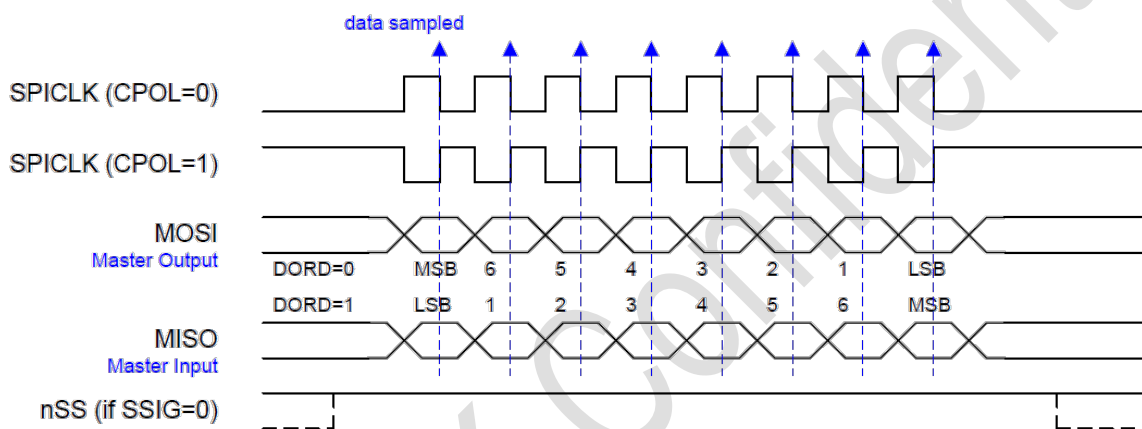 data sampled
SPICLK (CPOL=0)
SPICLK (CPOL=1)
MOSI
Master Output
DORD=0 MSB 6 5 4 3 2 1 LSB
DORD=1 LSB 1 2 3 4 5 6 MSB
MISO
Master Input
nSS (if SSIG=0)